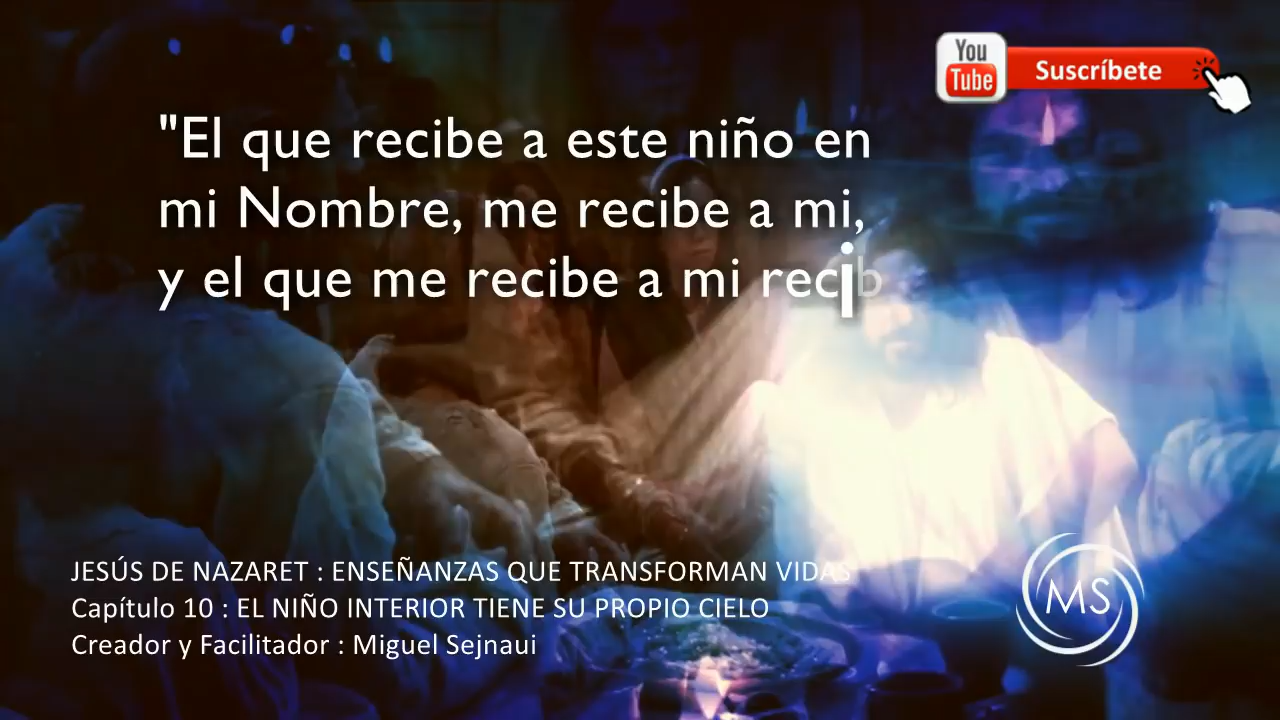 You
Tube
Suscríbete
"El que recibe a este niño en
mi Nombre, me recibe a mi,
y el que me recibe a mi recib
JESÚS DE NAZARET : ENSEÑANZAS QUE TRANSFORMAN VIDAS
Capítulo 10 : EL NIÑO INTERIOR TIENE SU PROPIO CIELO
Creador y Facilitador : Miguel Sejnaui
MS